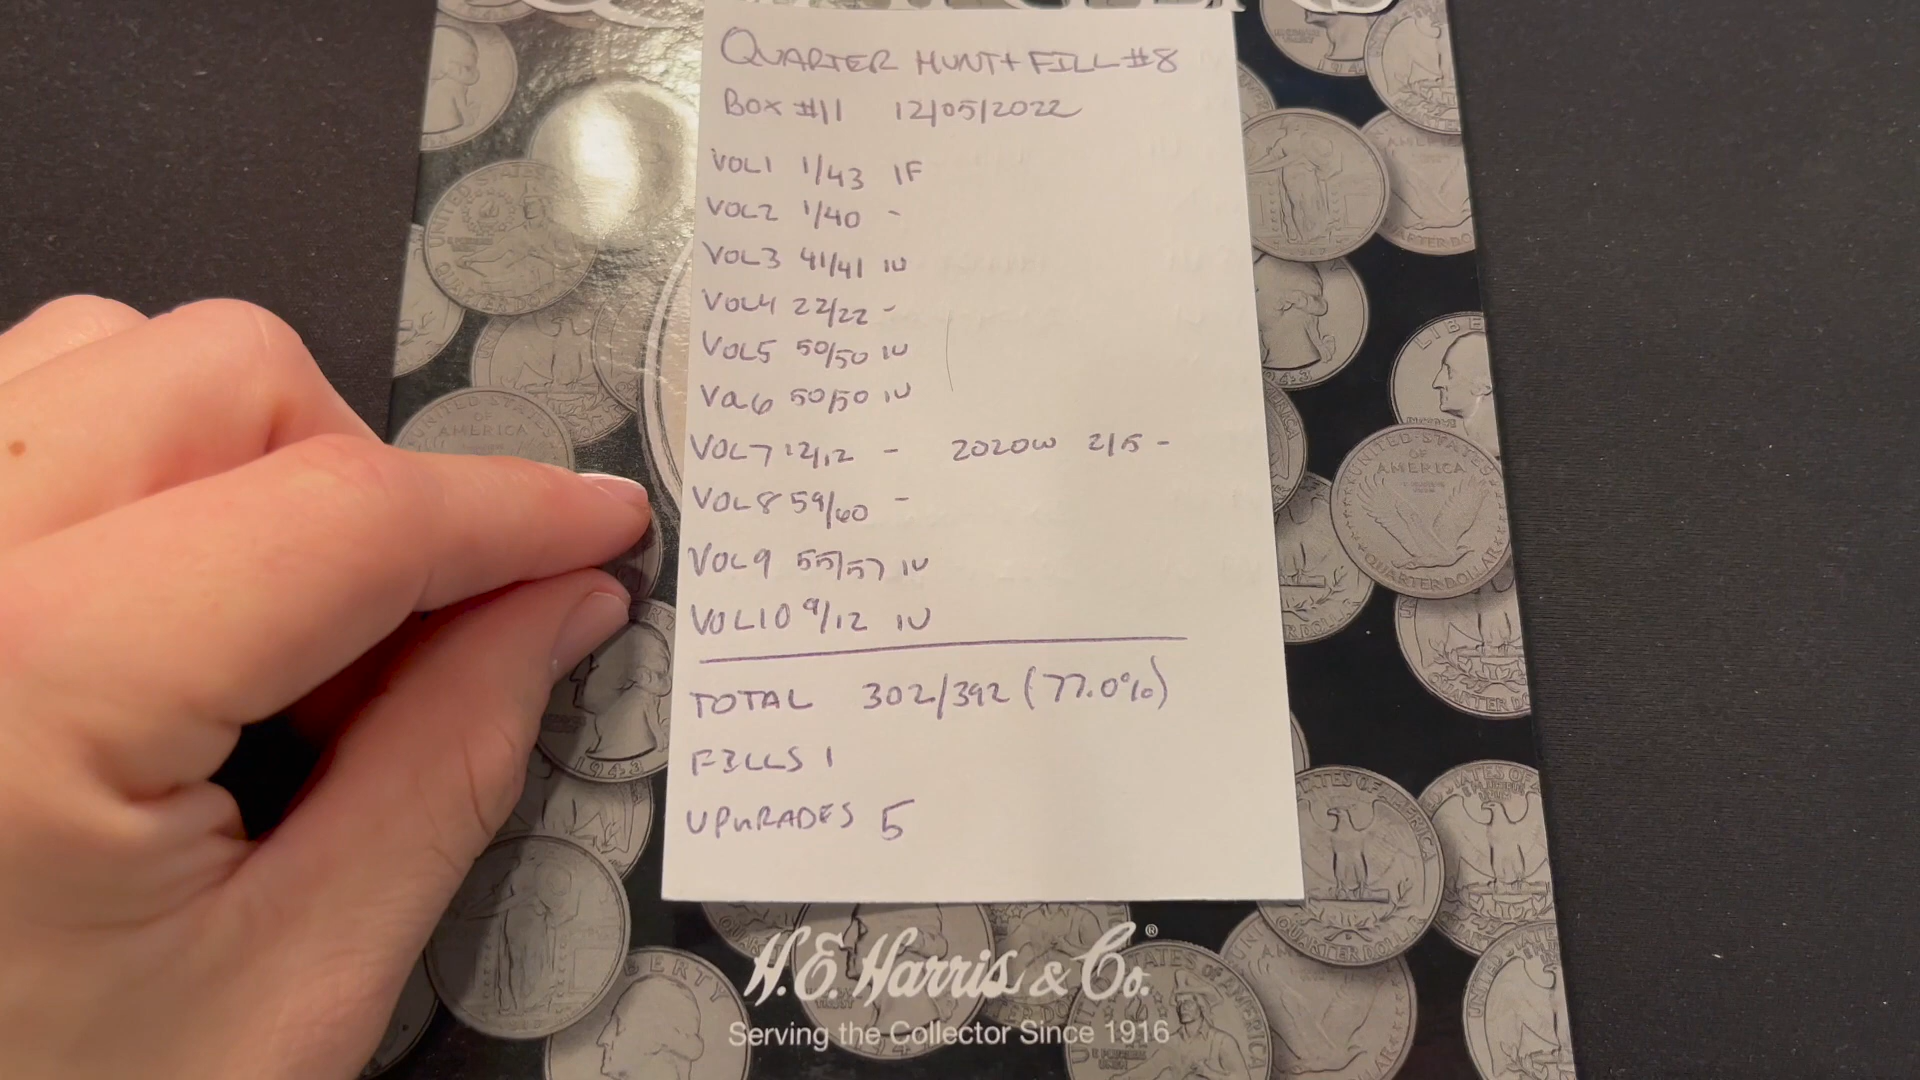 QUARTER HUNT+FILL #8
BOX #11 12/05/2022
VOL1 1/43 1F
VOL2 1/40 -
VOL3 41/41 1U
VOL4 22/22 -
VOL5 50/50 1U
VOL6 50/50 1U
VOL7 12/12 - 2020W 2/5 -
VOL8 59/60 -
VOL9 55/57 1U
VOL10 9/12 1U
TOTAL 302/392 (77.0%)
FILLS 1
UPGRADES 5
H.E. Harris & Co.®
Serving the Collector Since 1916